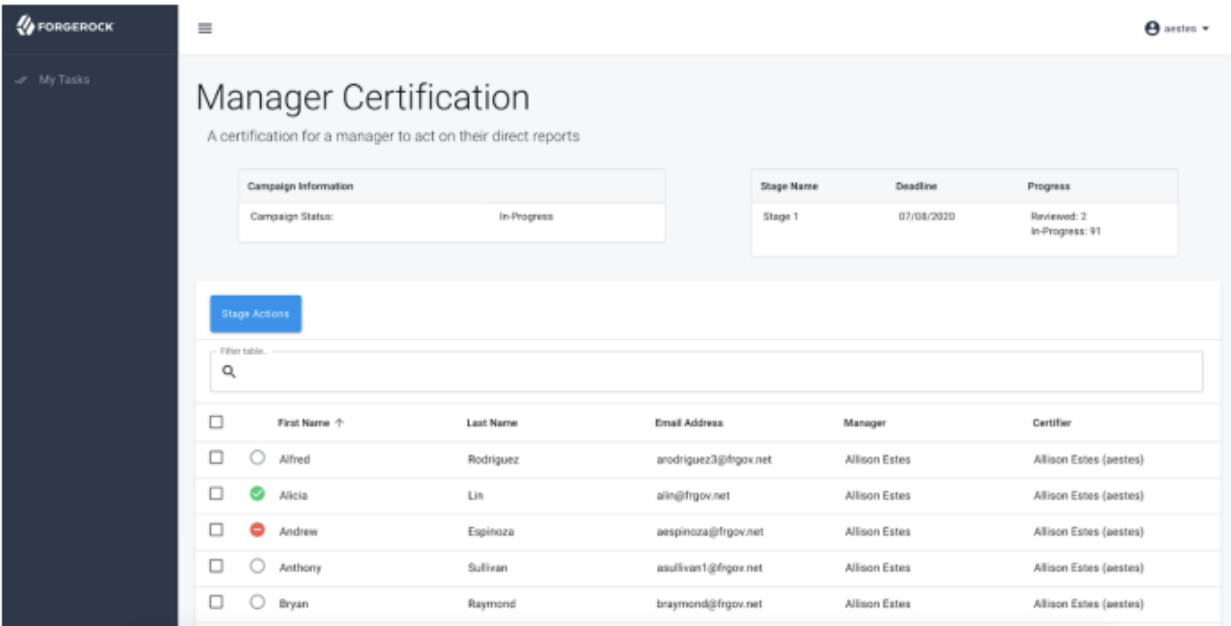 FORGEROCK
aestes
My Tasks
Manager Certification
A certification for a manager to act on their direct reports
Campaign Information
Campaign Status: In-Progress
Stage Name Deadline Progress
Stage 1 07/08/2020 Reviewed: 2
In-Progress: 91
Stage Actions
Filter table..
First Name Last Name Email Address Manager Certifier
Alfred Rodriguez arodriguez3@frgov.net Allison Estes Allison Estes (aestes)
Alicia Lin alin@frgov.net Allison Estes Allison Estes (aestes)
Andrew Espinoza aespinoza@frgov.net Allison Estes Allison Estes (aestes)
Anthony Sullivan asullivan1@frgov.net Allison Estes Allison Estes (aestes)
Bryan Raymond braymond@frgov.net Allison Estes Allison Estes (aestes)